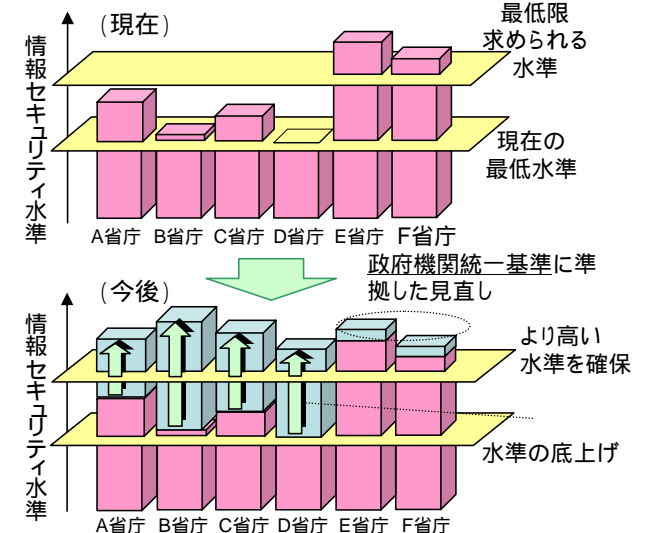 (現在)
最低限
求められる
水準
情報セキュリティ水準
現在の
最低水準
A省庁 B省庁 C省庁 D省庁 E省庁 F省庁
政府機関統一基準に準
拠した見直し
(今後)
情報セキュリティ水準
より高い
水準を確保
水準の底上げ
A省庁 B省庁 C省庁 D省庁 E省庁 F省庁